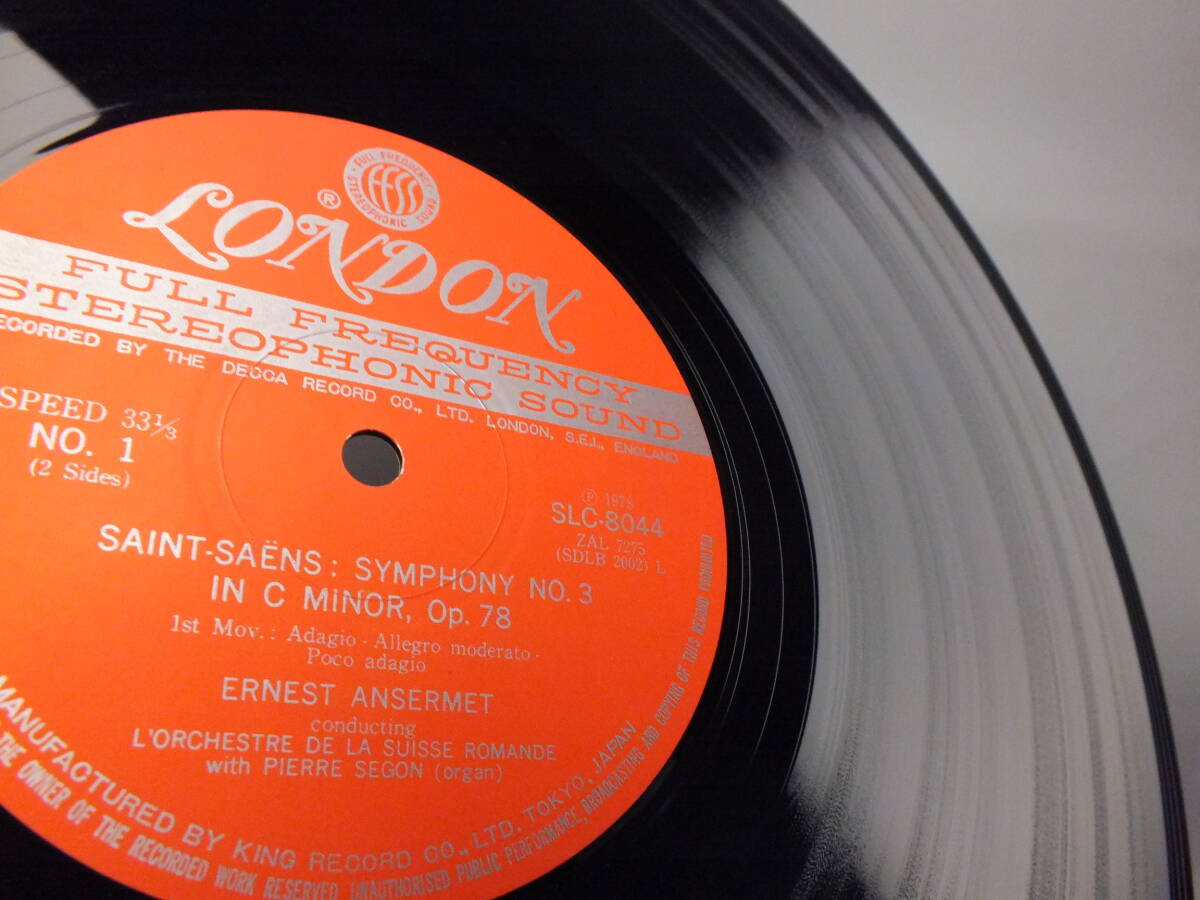 FULL FREQUENCY STEREOPHONIC SOUND
FFSS
®
LONDON
FULL FREQUENCY
STEREOPHONIC SOUND
RECORDED BY THE DECCA RECORD CO., LTD. LONDON, S.E.I., ENGLAND
SPEED 33⅓
NO. 1
(2 Sides)
Ⓟ 1978
SLC-8044
ZAL 7275
(SDLB 2002) L
SAINT-SAËNS : SYMPHONY NO. 3
IN C MINOR, Op. 78
1st Mov. : Adagio - Allegro moderato -
Poco adagio
ERNEST ANSERMET
conducting
L'ORCHESTRE DE LA SUISSE ROMANDE
with PIERRE SEGON (organ)
MANUFACTURED BY KING RECORD CO., LTD. TOKYO, JAPAN
THE OWNER OF THE RECORDED WORK RESERVED. UNAUTHORISED PUBLIC PERFORMANCE, BROADCASTING AND COPYING OF THIS RECORD PROHIBITED